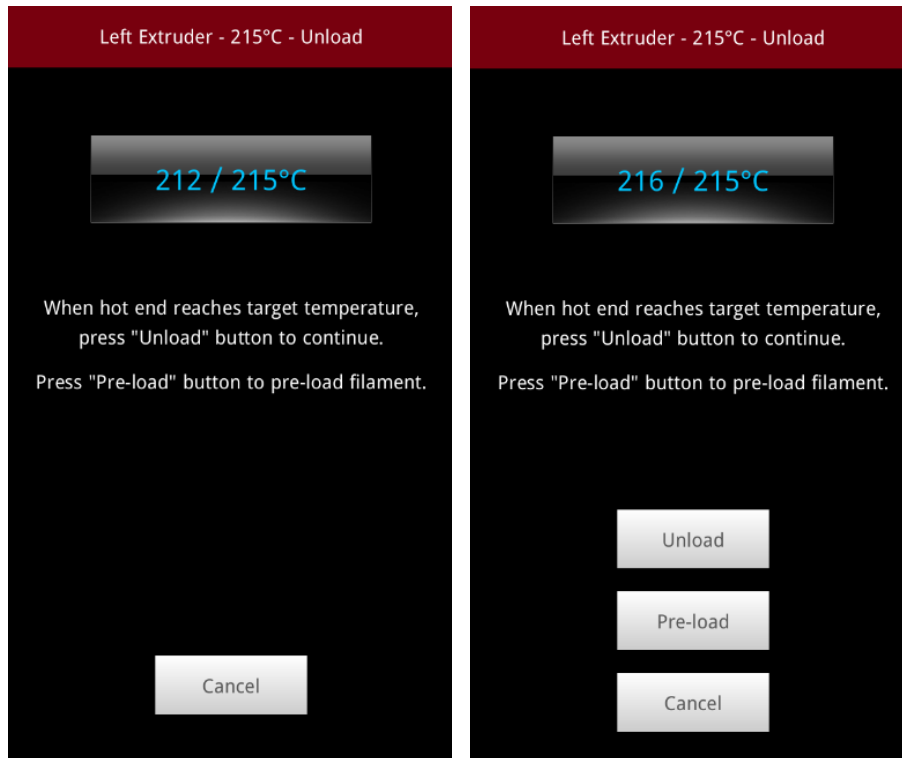 Left Extruder - 215°C - Unload
212 / 215°C
When hot end reaches target temperature,
press "Unload" button to continue.
Press "Pre-load" button to pre-load filament.
Cancel
Left Extruder - 215°C - Unload
216 / 215°C
When hot end reaches target temperature,
press "Unload" button to continue.
Press "Pre-load" button to pre-load filament.
Unload
Pre-load
Cancel